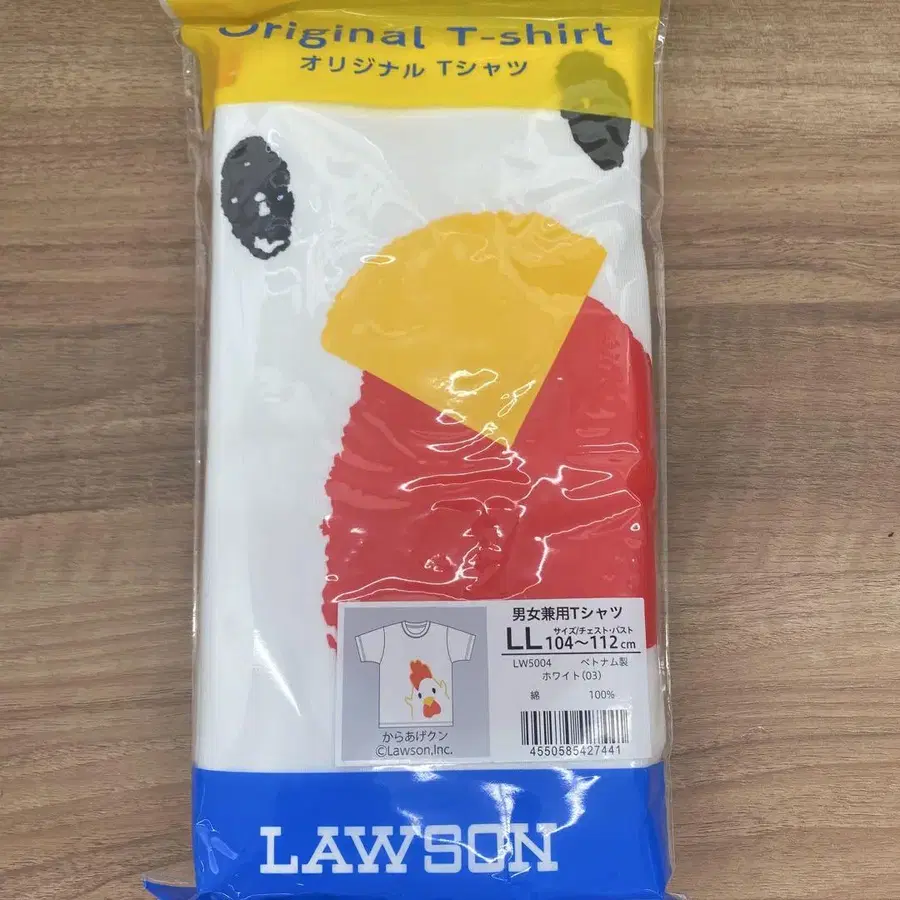 Original T-shirt
オリジナル Tシャツ
男女兼用Tシャツ
LL サイズ/チェスト・バスト
104～112cm
LW5004 ベトナム製
ホワイト(03)
綿 100%
4550585427441
からあげクン
©Lawson,Inc.
LAWSON